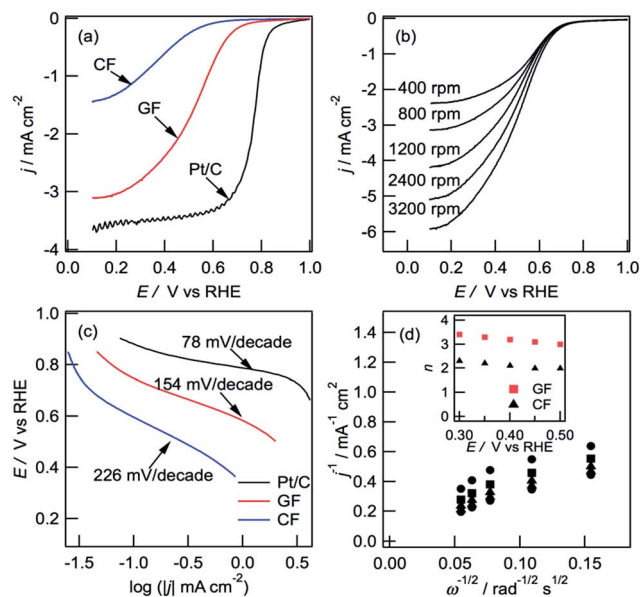 (a)
CF
GF
Pt/C
j / mA cm-2
0
-1
-2
-3
-4
0.0 0.2 0.4 0.6 0.8 1.0
E / V vs RHE
(b)
400 rpm
800 rpm
1200 rpm
2400 rpm
3200 rpm
j / mA cm-2
0
-1
-2
-3
-4
-5
-6
0.0 0.2 0.4 0.6 0.8 1.0
E / V vs RHE
(c)
78 mV/decade
154 mV/decade
226 mV/decade
Pt/C
GF
CF
E / V vs RHE
1.0
0.8
0.6
0.4
0.2
-1.5 -1.0 -0.5 0.0 0.5
log (|j| mA cm-2)
(d)
n
4
3
2
1
0
GF
CF
0.30 0.40 0.50
E / V vs RHE
j-1 / mA-1 cm2
1.4
1.2
1.0
0.8
0.6
0.4
0.2
0.0
0.00 0.05 0.10 0.15
ω-1/2 / rad-1/2 s1/2